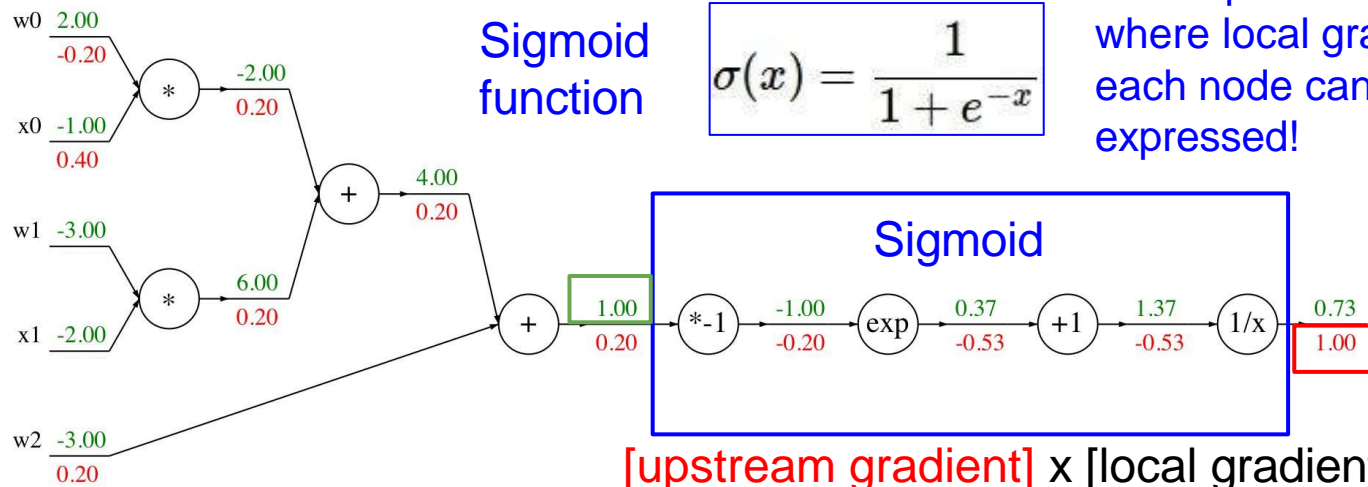 w0 2.00
-0.20
*
-2.00
0.20
x0 -1.00
0.40
+
4.00
0.20
w1 -3.00
*
6.00
0.20
x1 -2.00
w2 -3.00
0.20
Sigmoid
function
σ(x) = 1 / (1 + e^{-x})
where local gra
each node can
expressed!
Sigmoid
+
1.00
0.20
*-1
-1.00
-0.20
exp
0.37
-0.53
+1
1.37
-0.53
1/x
0.73
1.00
[upstream gradient] x [local gradien